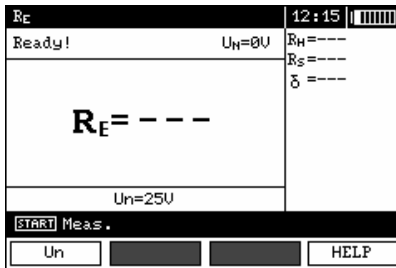 RE 12:15
Ready! UN=0V
RH=---
RS=---
δ =---
RE= – – –
Un=25V
START Meas.
Un HELP